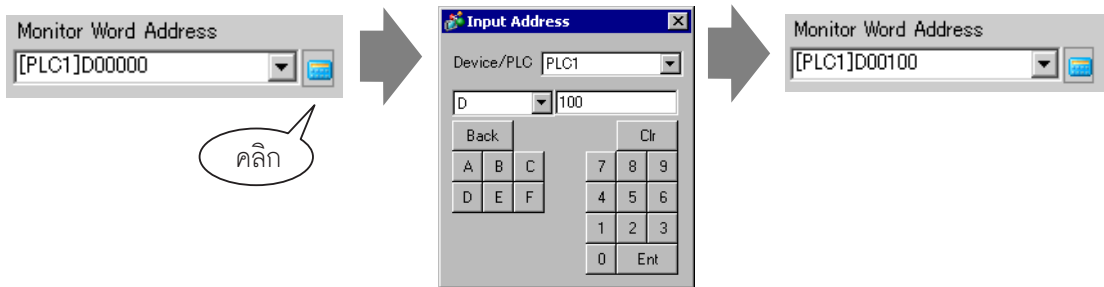 Monitor Word Address
[PLC1]D00000
คลิก
Input Address
Device/PLC PLC1
D 100
Back Clr
A B C 7 8 9
D E F 4 5 6
1 2 3
0 Ent
Monitor Word Address
[PLC1]D00100